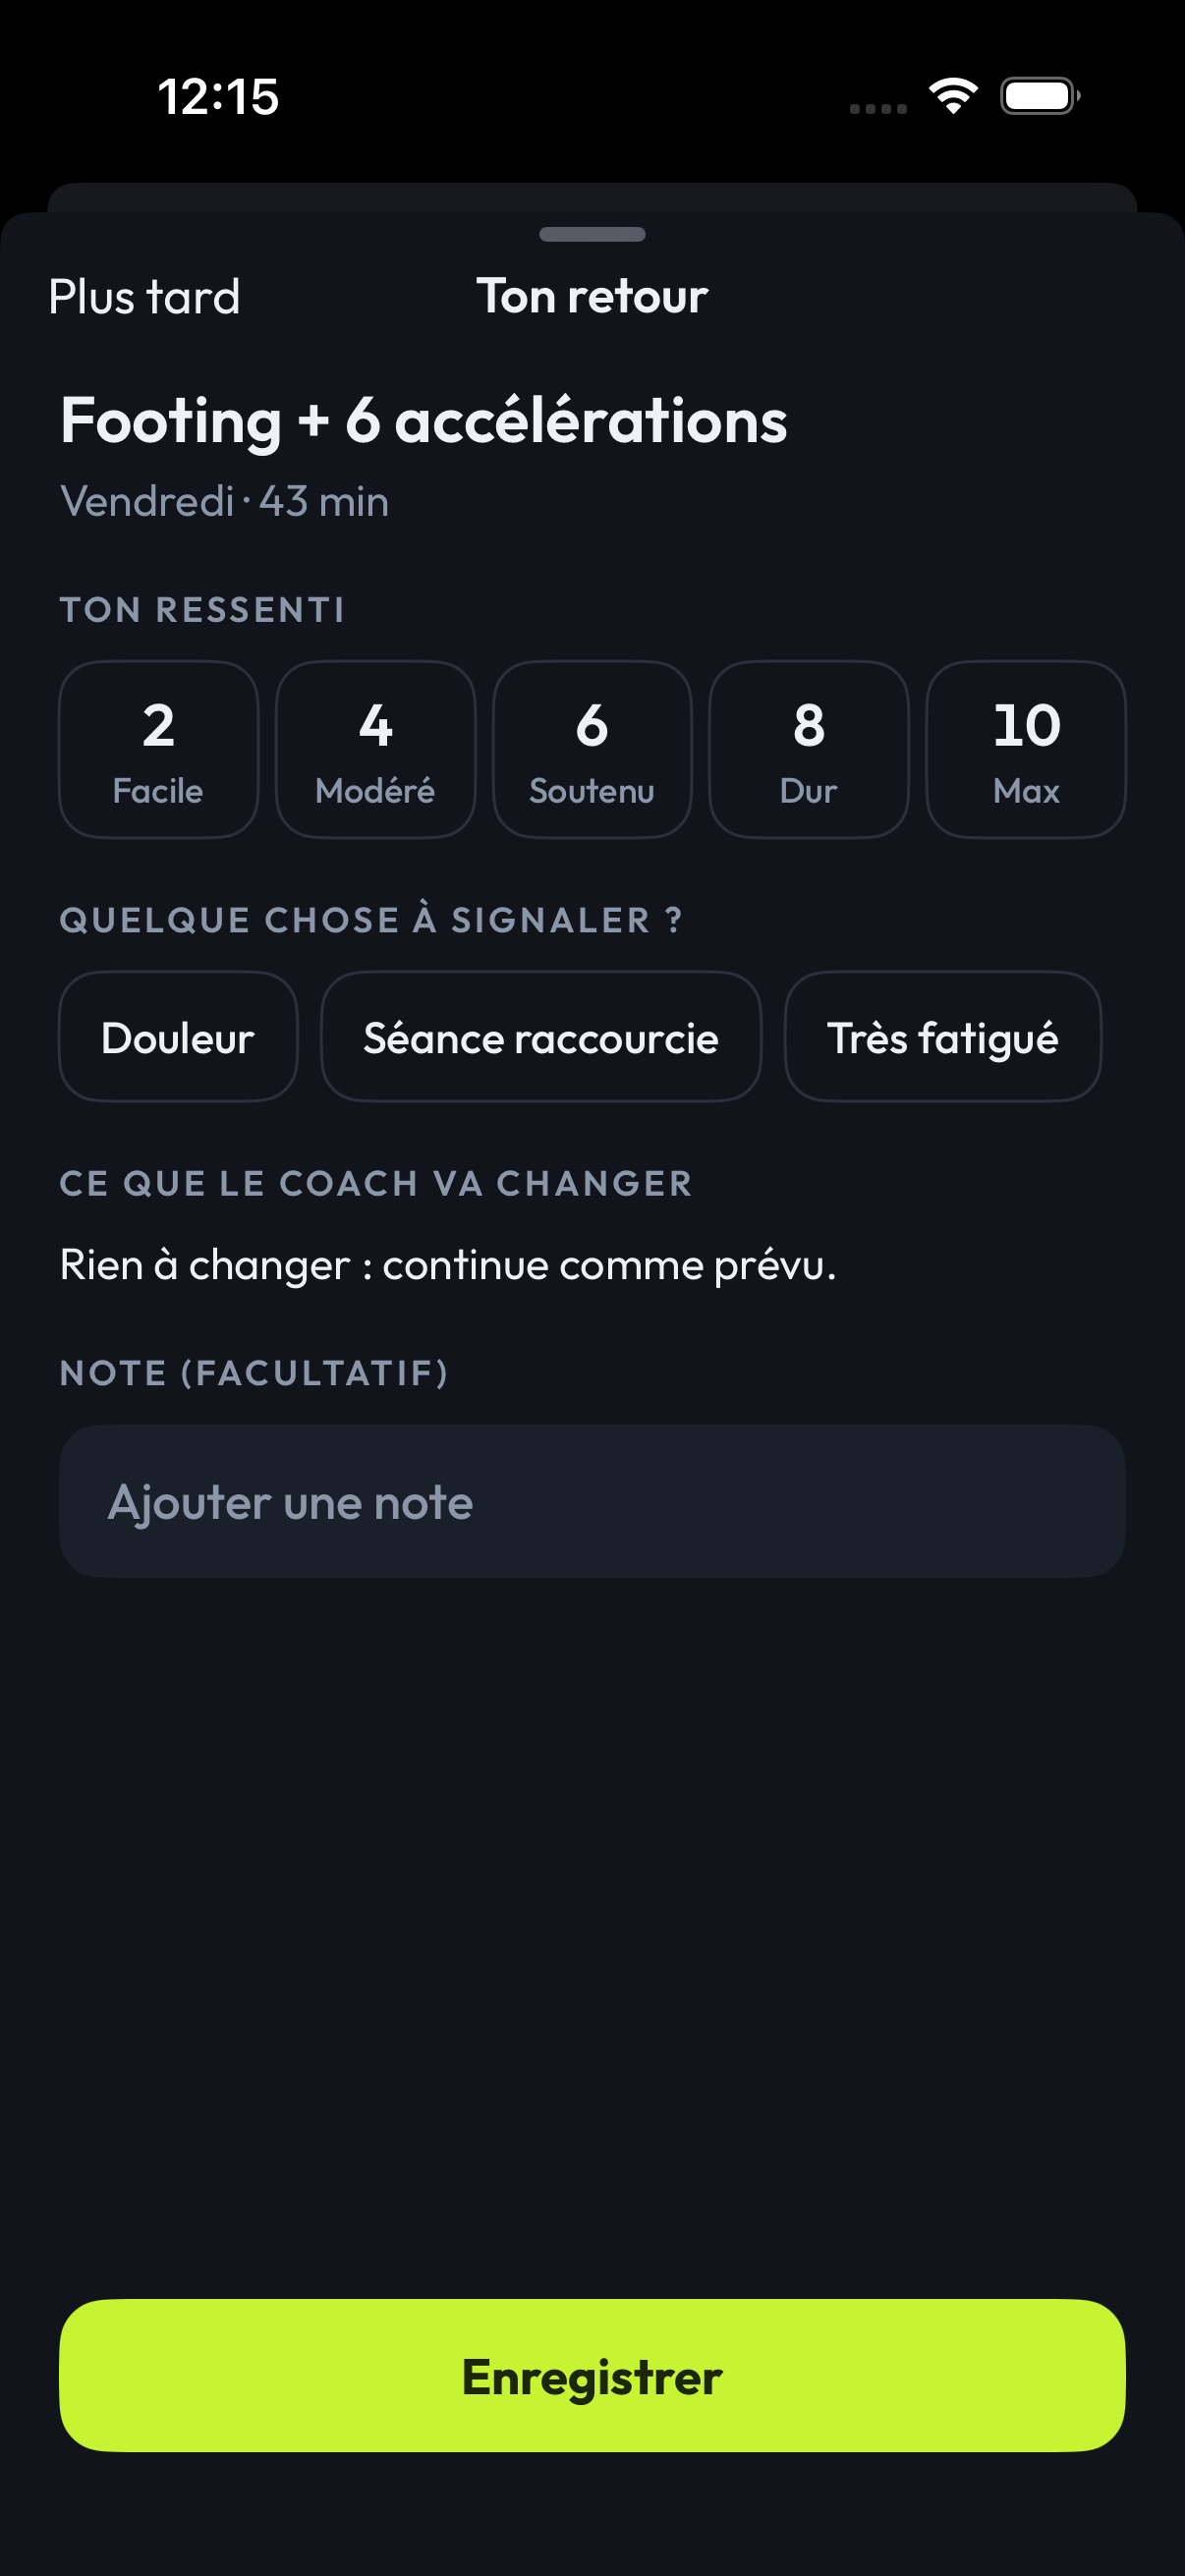 12:15
Plus tard
Ton retour
Footing + 6 accélérations
Vendredi · 43 min
TON RESSENTI
2 4 6 8 10
Facile Modéré Soutenu Dur Max
QUELQUE CHOSE À SIGNALER ?
Douleur Séance raccourcie Très fatigué
CE QUE LE COACH VA CHANGER
Rien à changer : continue comme prévu.
NOTE (FACULTATIF)
Ajouter une note
Enregistrer